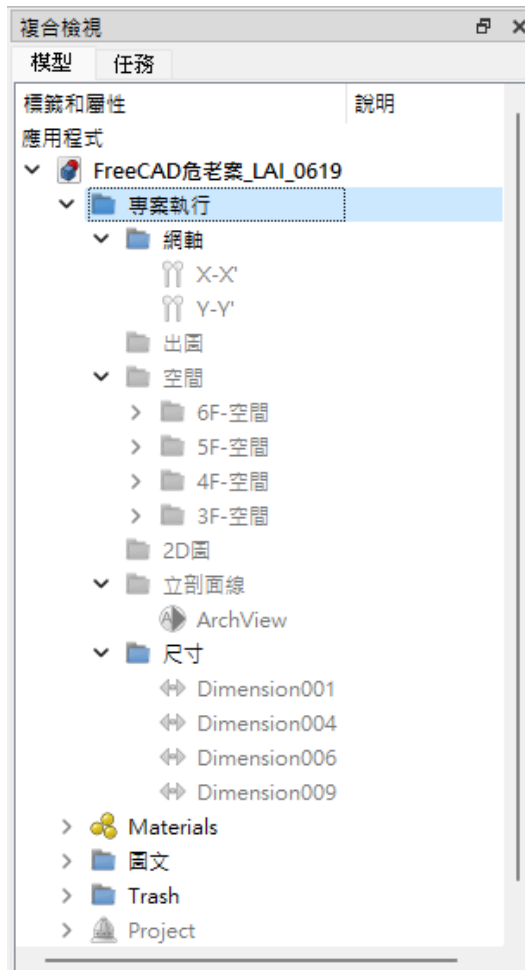 複合檢視
模型 任務
標籤和屬性 說明
應用程式
FreeCAD危老案_LAI_0619
專案執行
網軸
X-X'
Y-Y'
出圖
空間
6F-空間
5F-空間
4F-空間
3F-空間
2D圖
立剖面線
ArchView
尺寸
Dimension001
Dimension004
Dimension006
Dimension009
Materials
圖文
Trash
Project